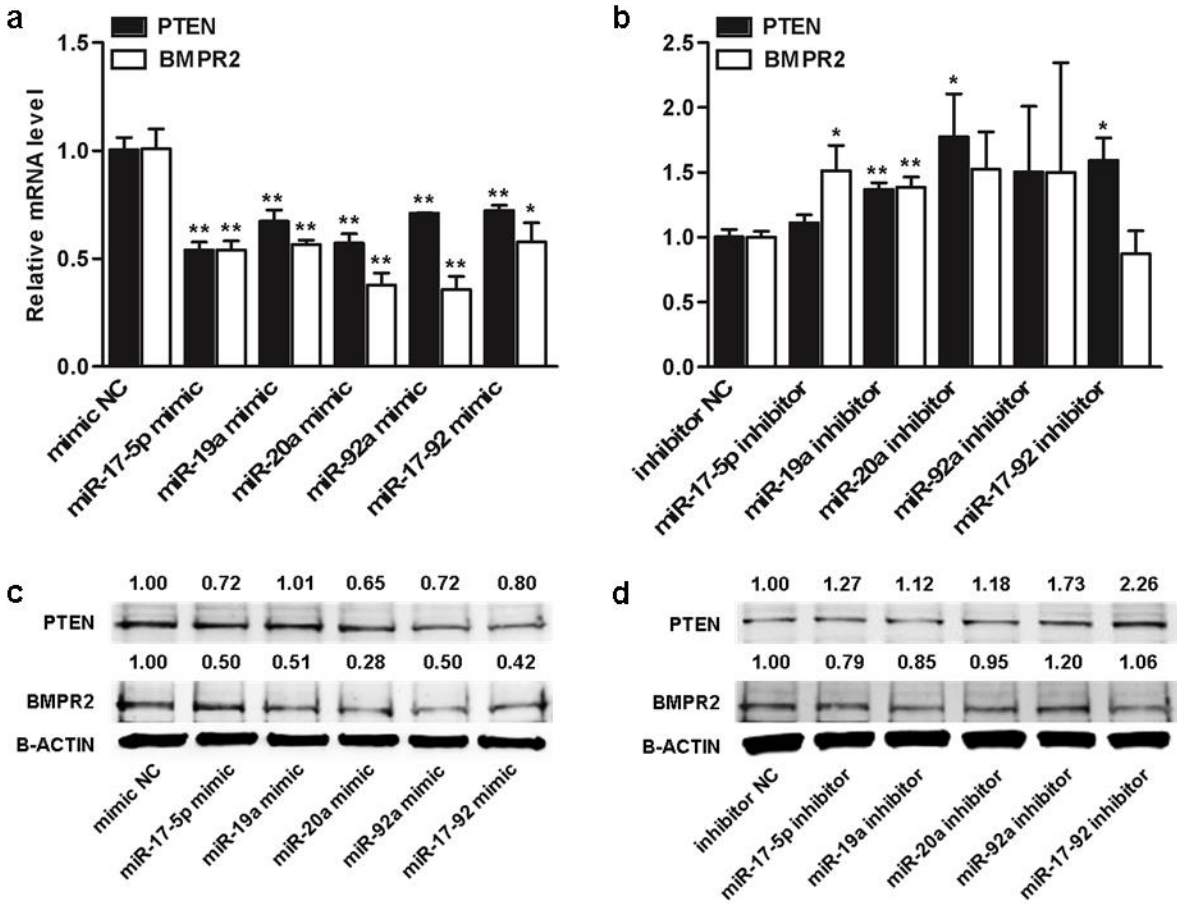 a
PTEN
BMPR2
Relative mRNA level
1.5
1.0
0.5
0.0
** ** ** ** ** ** ** ** ** *
mimic NC
miR-17-5p mimic
miR-19a mimic
miR-20a mimic
miR-92a mimic
miR-17-92 mimic
b
PTEN
BMPR2
2.5
2.0
1.5
1.0
0.5
0.0
* ** ** * *
inhibitor NC
miR-17-5p inhibitor
miR-19a inhibitor
miR-20a inhibitor
miR-92a inhibitor
miR-17-92 inhibitor
c
1.00 0.72 1.01 0.65 0.72 0.80
PTEN
1.00 0.50 0.51 0.28 0.50 0.42
BMPR2
B-ACTIN
mimic NC
miR-17-5p mimic
miR-19a mimic
miR-20a mimic
miR-92a mimic
miR-17-92 mimic
d
1.00 1.27 1.12 1.18 1.73 2.26
PTEN
1.00 0.79 0.85 0.95 1.20 1.06
BMPR2
B-ACTIN
inhibitor NC
miR-17-5p inhibitor
miR-19a inhibitor
miR-20a inhibitor
miR-92a inhibitor
miR-17-92 inhibitor